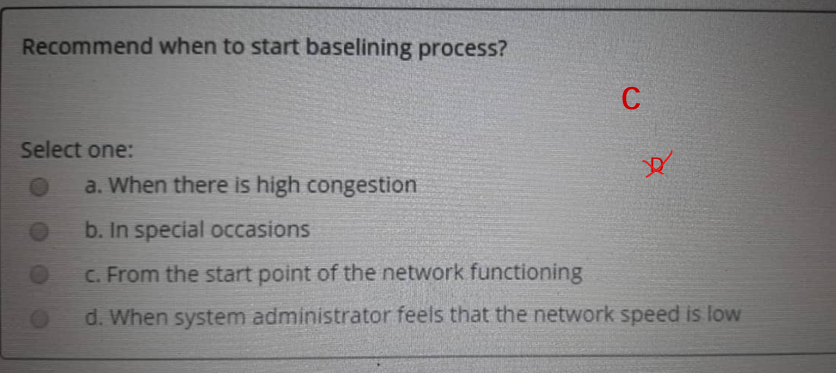 Recommend when to start baselining process?
C
Select one:
D
a. When there is high congestion
b. In special occasions
c. From the start point of the network functioning
d. When system administrator feels that the network speed is low